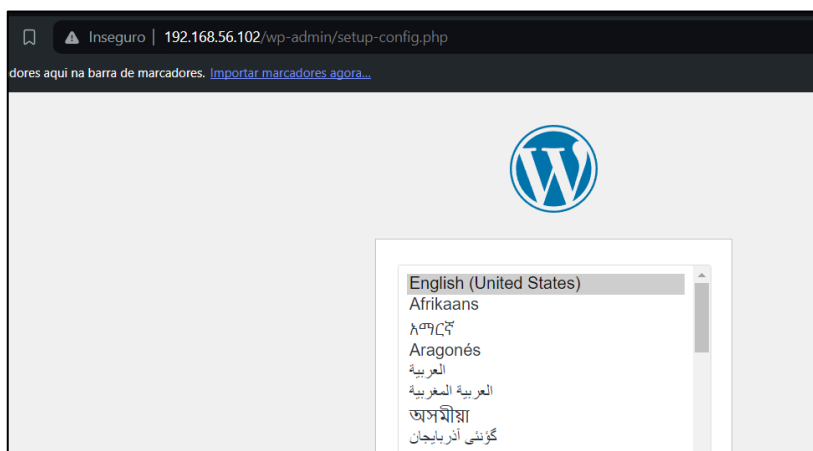 Inseguro | 192.168.56.102/wp-admin/setup-config.php
dores aqui na barra de marcadores. Importar marcadores agora...
English (United States)
Afrikaans
አማርኛ
Aragonés
العربية
العربية المغربية
অসমীয়া
گؤنئی آذربایجان